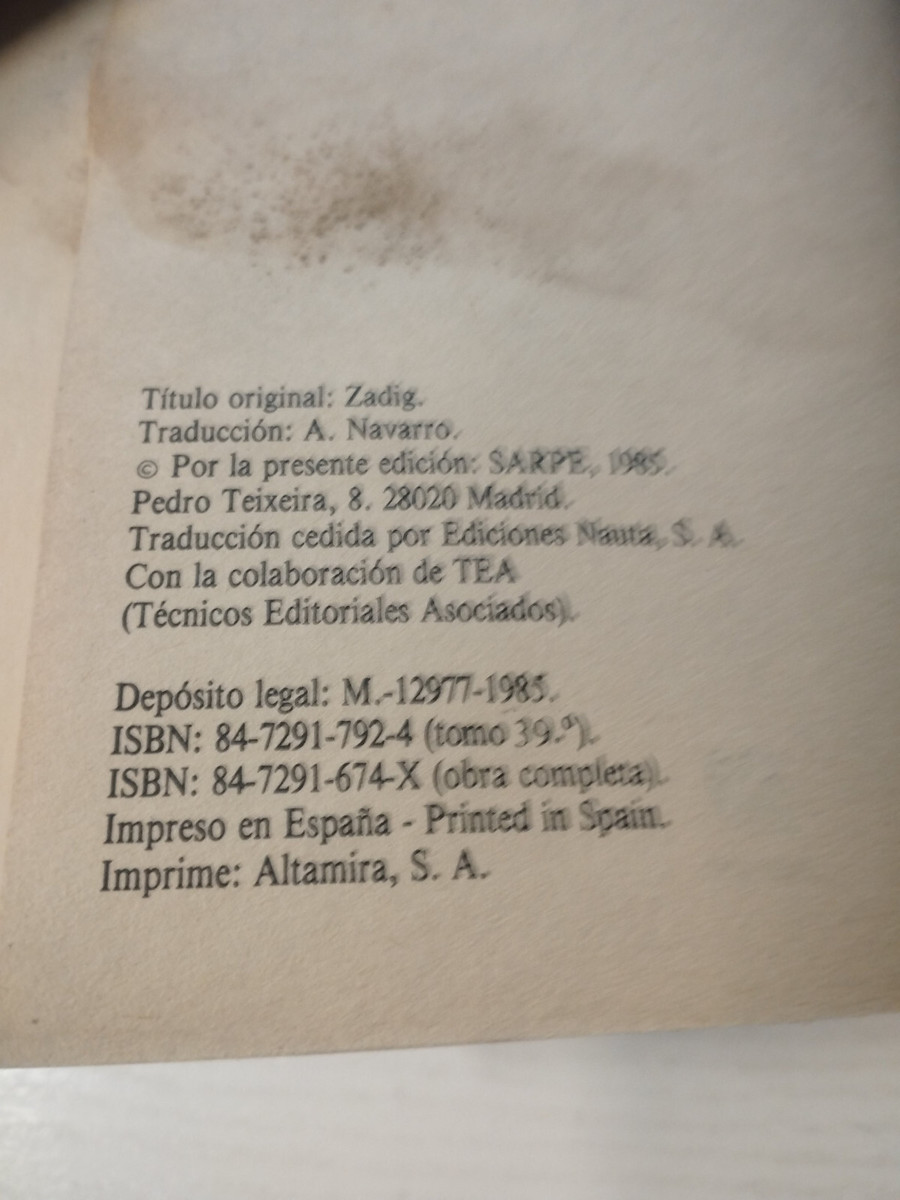 Título original: Zadig.
Traducción: A. Navarro.
© Por la presente edición: SARPE, 1985.
Pedro Teixeira, 8. 28020 Madrid.
Traducción cedida por Ediciones Nauta, S. A.
Con la colaboración de TEA
(Técnicos Editoriales Asociados).
Depósito legal: M.-12977-1985.
ISBN: 84-7291-792-4 (tomo 39.º).
ISBN: 84-7291-674-X (obra completa).
Impreso en España - Printed in Spain.
Imprime: Altamira, S. A.